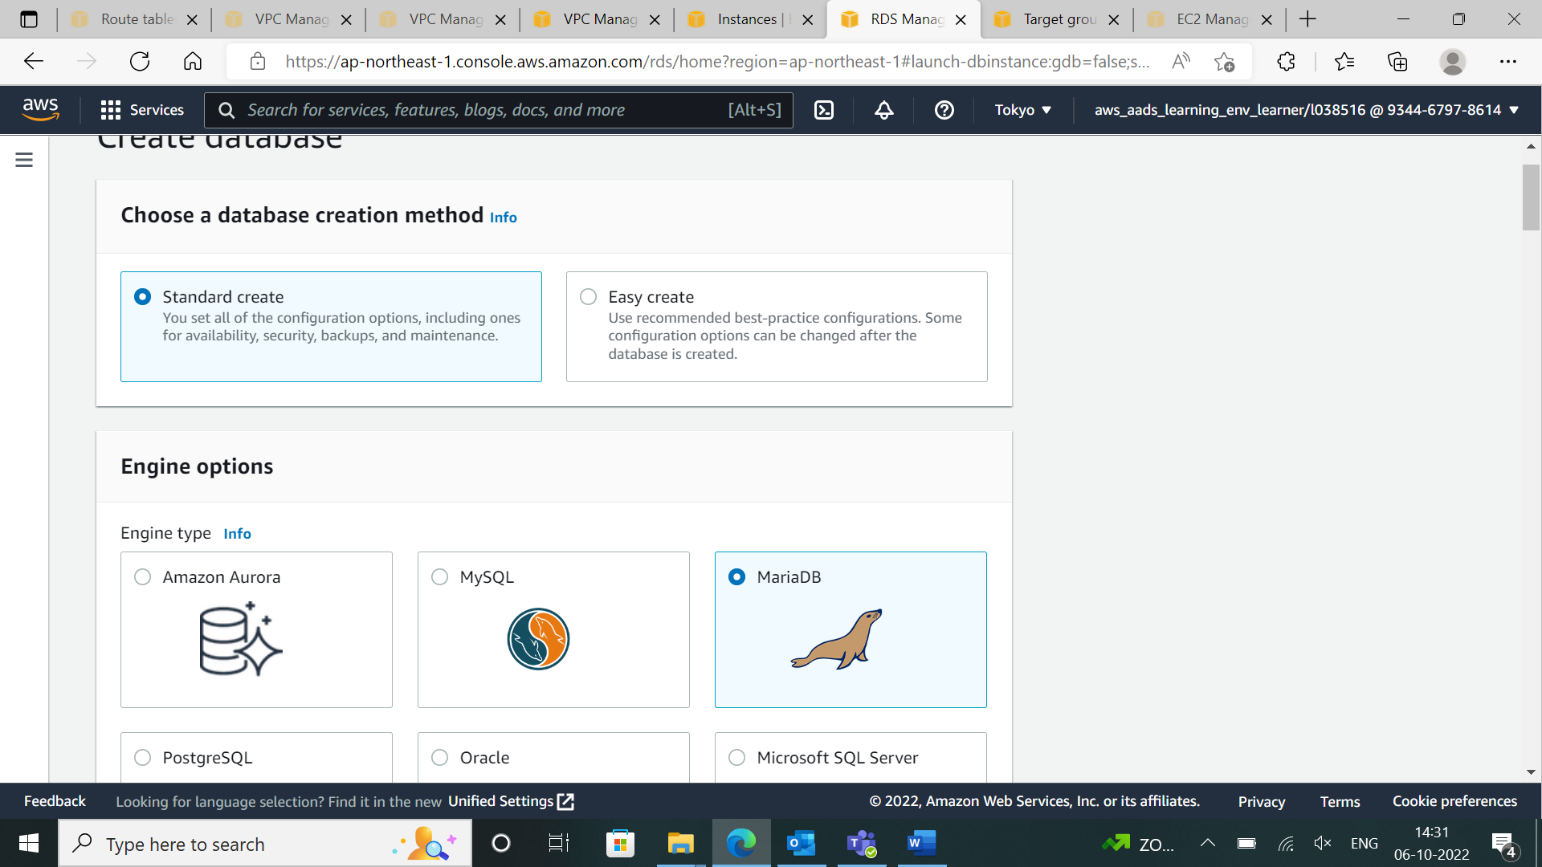 Route table
VPC Manag
VPC Manag
VPC Manag
Instances |
RDS Manag
Target grou
EC2 Manag
https://ap-northeast-1.console.aws.amazon.com/rds/home?region=ap-northeast-1#launch-dbinstance:gdb=false;s...
aws
Services
Search for services, features, blogs, docs, and more
[Alt+S]
Tokyo
aws_aads_learning_env_learner/l038516 @ 9344-6797-8614
Create database
Choose a database creation method Info
Standard create
You set all of the configuration options, including ones
for availability, security, backups, and maintenance.
Easy create
Use recommended best-practice configurations. Some
configuration options can be changed after the
database is created.
Engine options
Engine type Info
Amazon Aurora
MySQL
MariaDB
PostgreSQL
Oracle
Microsoft SQL Server
Feedback
Looking for language selection? Find it in the new Unified Settings
© 2022, Amazon Web Services, Inc. or its affiliates.
Privacy
Terms
Cookie preferences
Type here to search
ZO...
ENG
14:31
06-10-2022
4